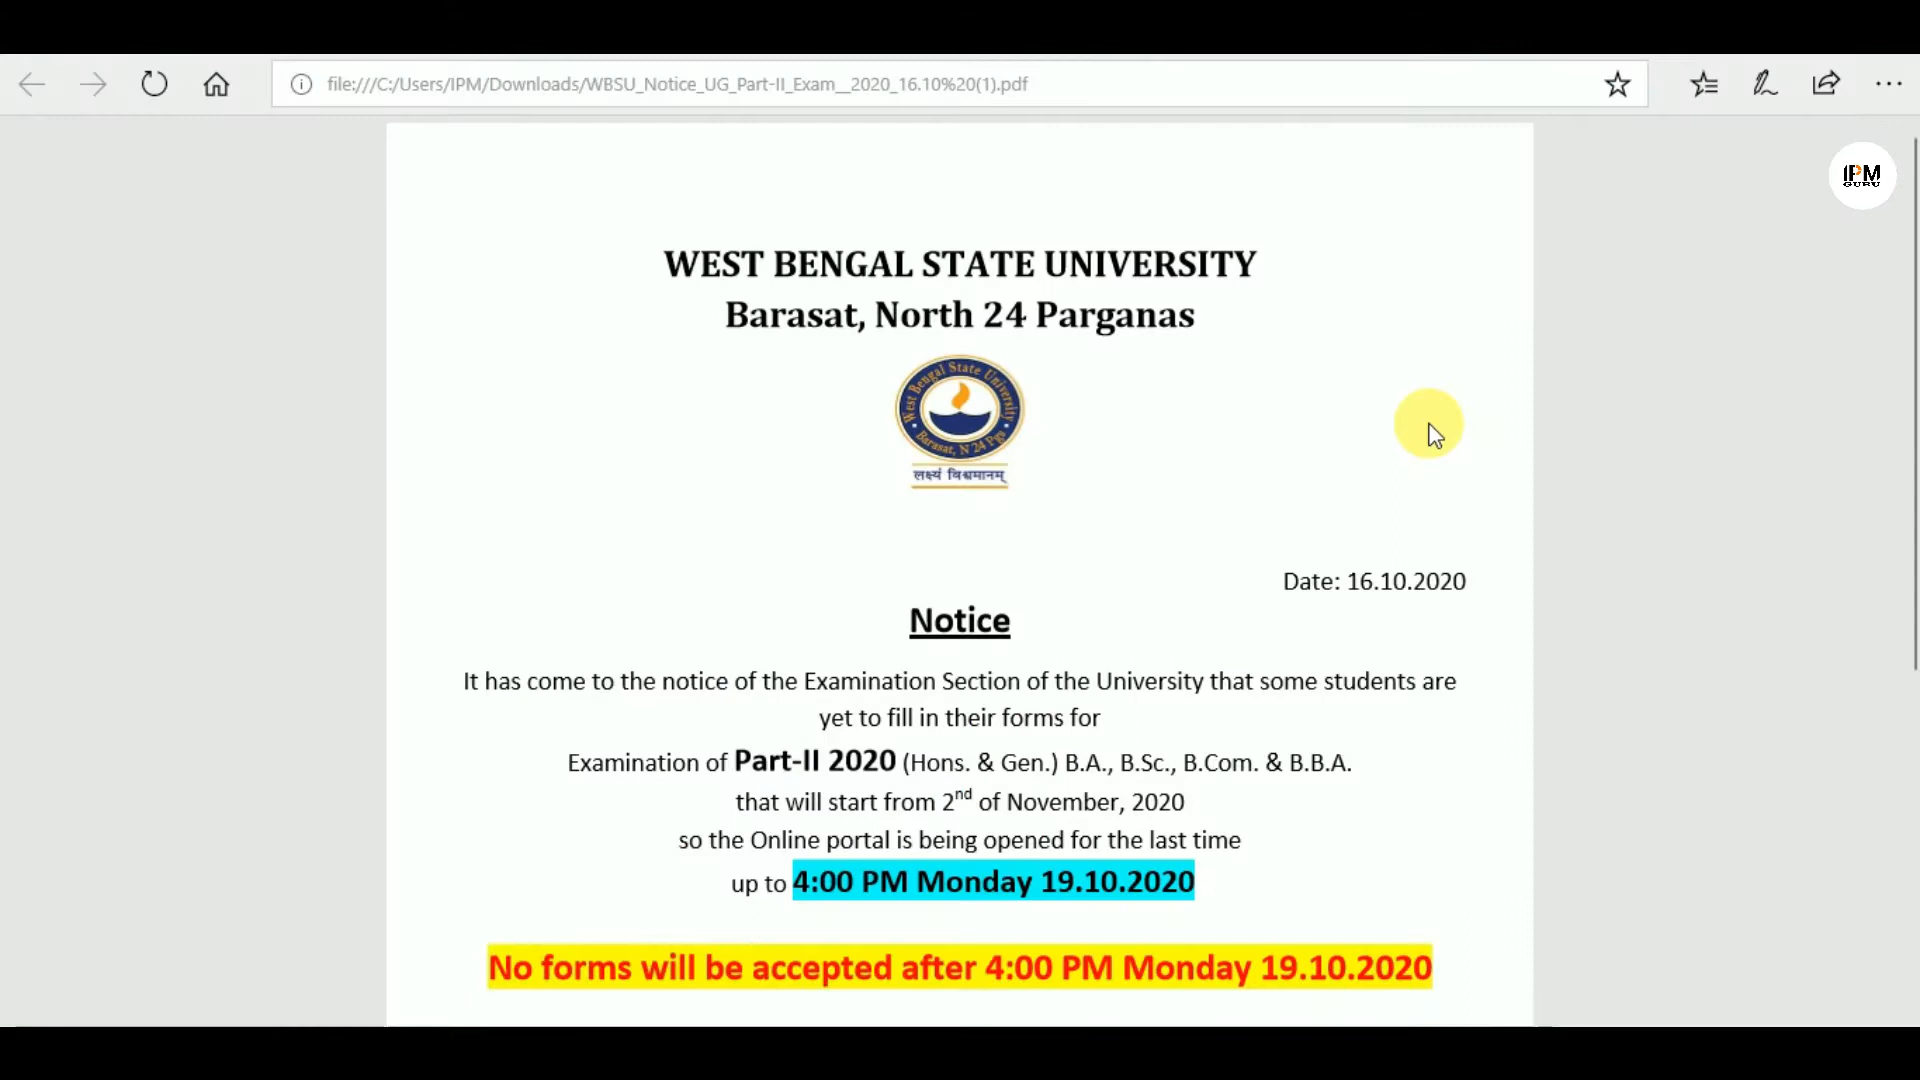 file:///C:/Users/IPM/Downloads/WBSU_Notice_UG_Part-II_Exam__2020_16.10%20(1).pdf
IPM
GURU
WEST BENGAL STATE UNIVERSITY
Barasat, North 24 Parganas
West Bengal State University
Barasat, N 24 Pgs
लक्ष्यं विश्वमानम्
Date: 16.10.2020
Notice
It has come to the notice of the Examination Section of the University that some students are
yet to fill in their forms for
Examination of Part-II 2020 (Hons. & Gen.) B.A., B.Sc., B.Com. & B.B.A.
that will start from 2nd of November, 2020
so the Online portal is being opened for the last time
up to 4:00 PM Monday 19.10.2020
No forms will be accepted after 4:00 PM Monday 19.10.2020